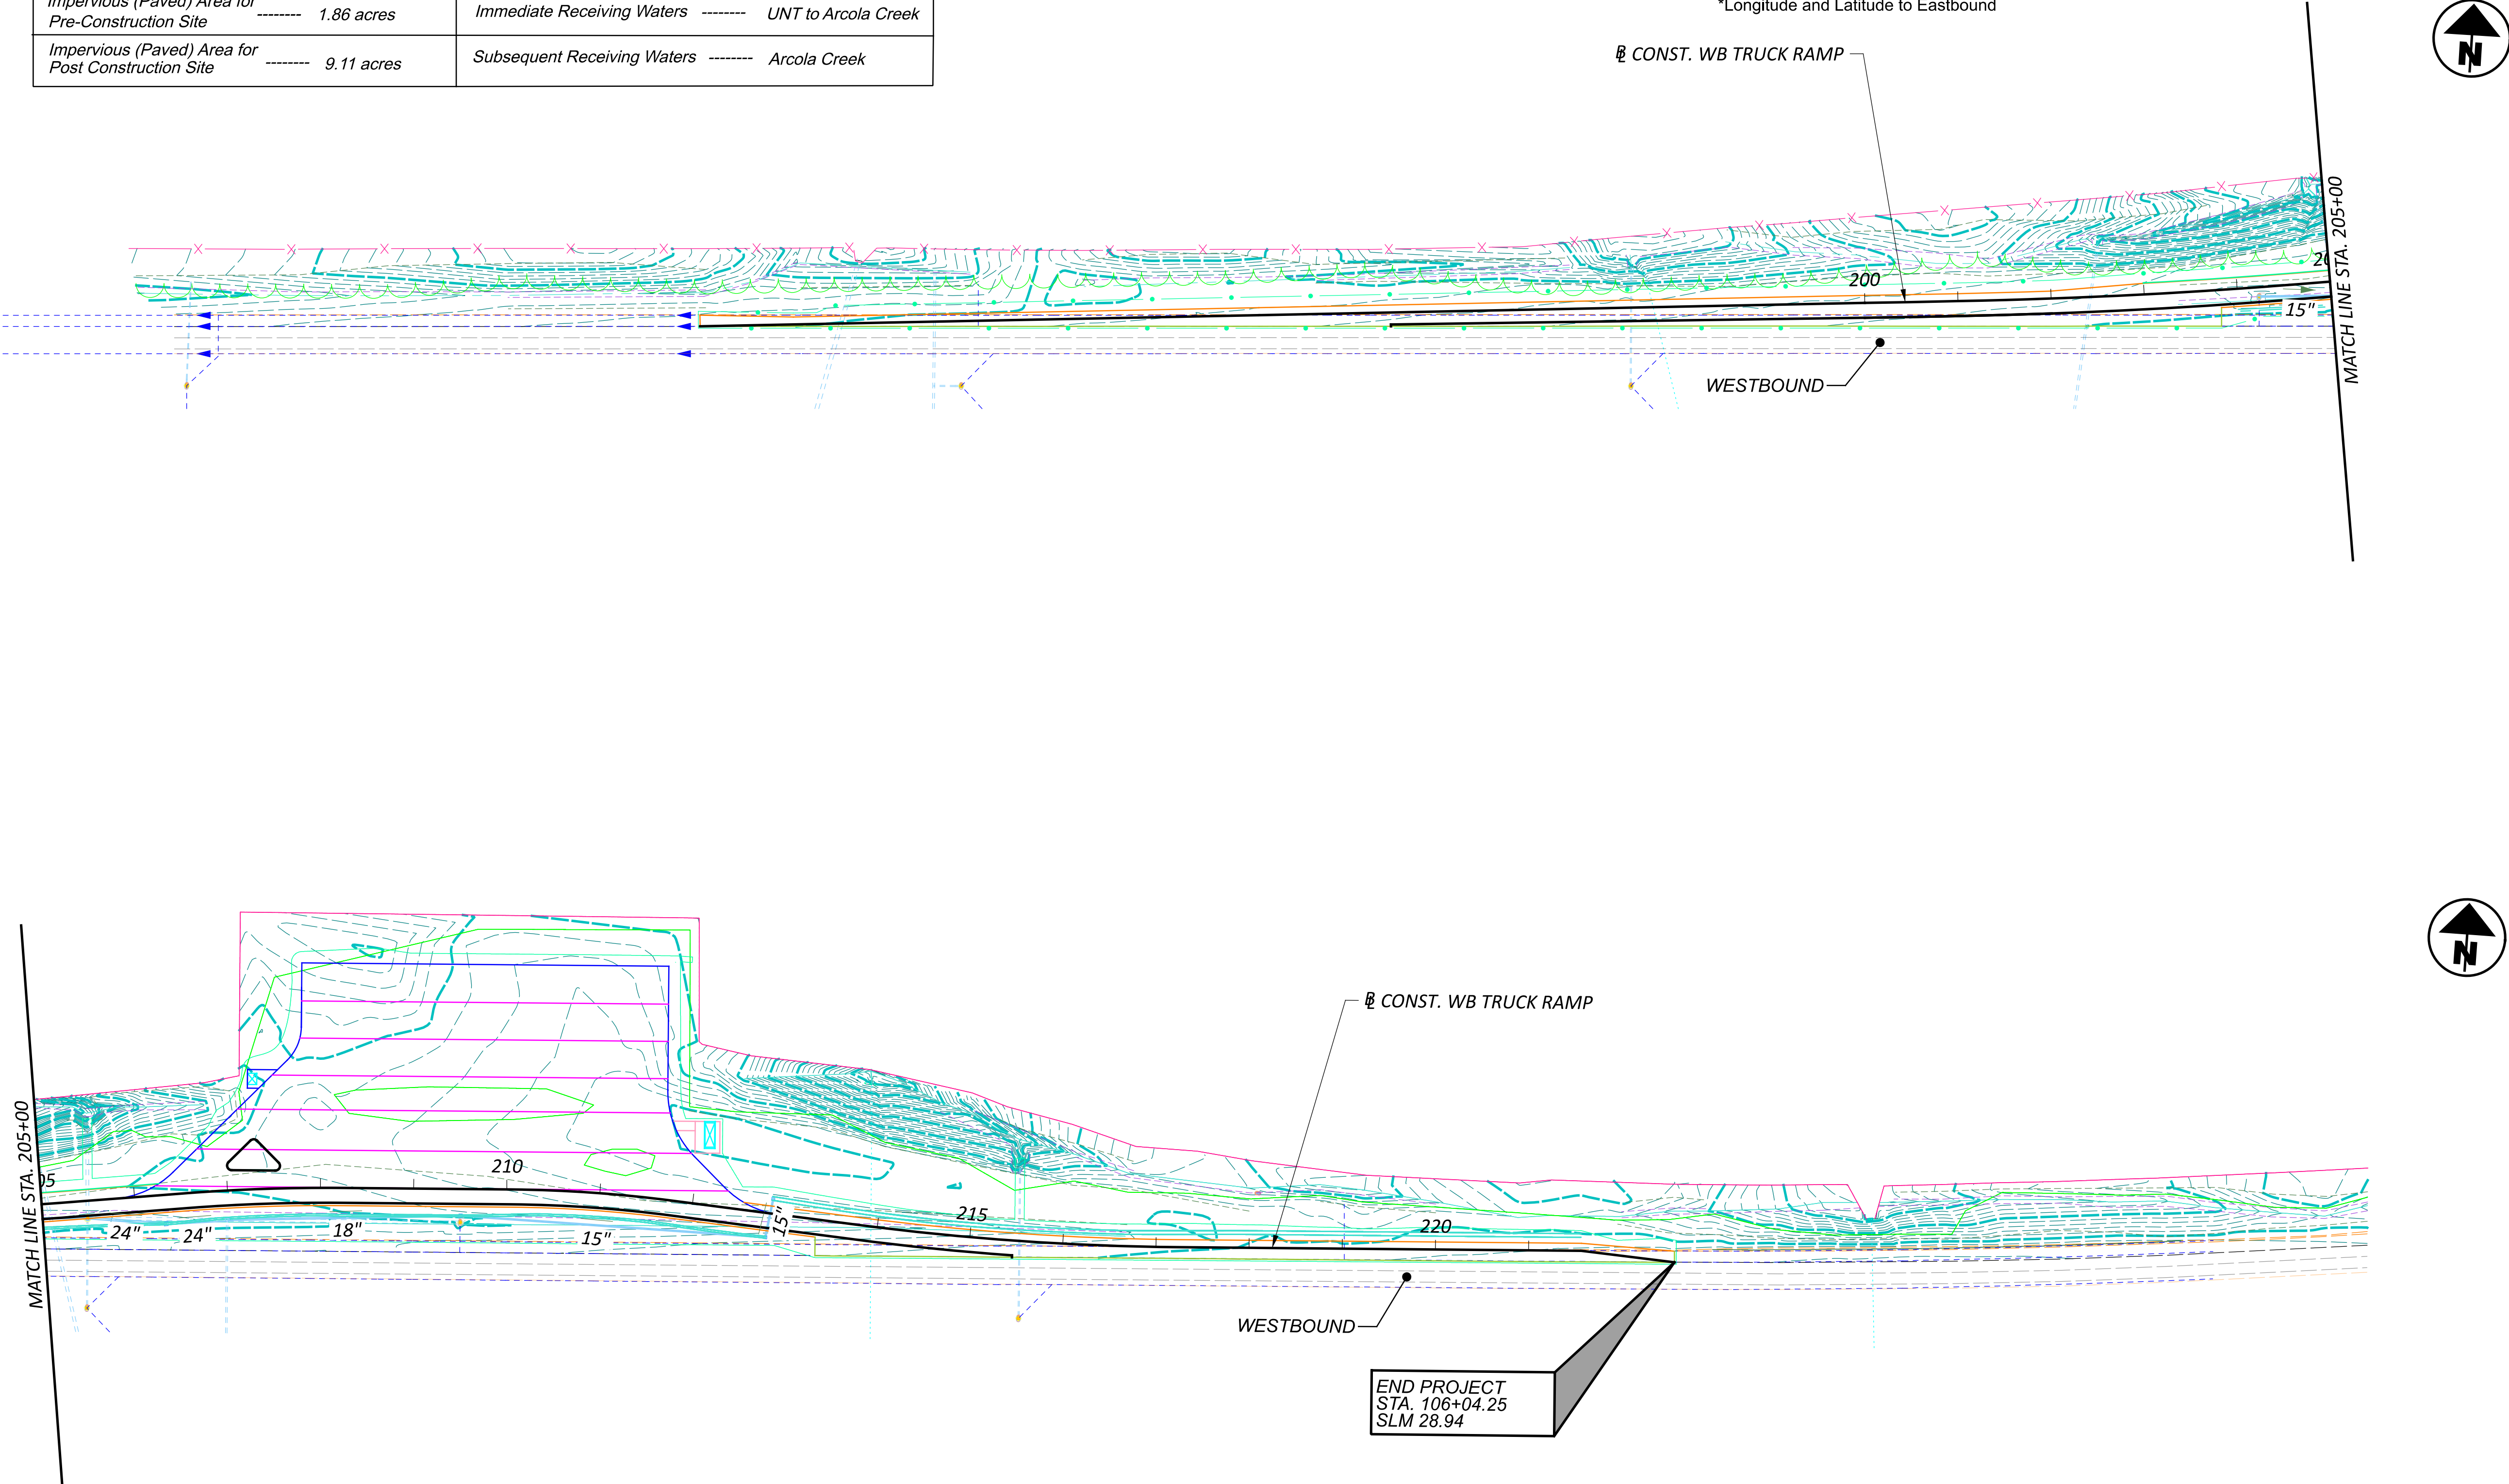 Impervious (Paved) Area for
Pre-Construction Site -------- 1.86 acres
Immediate Receiving Waters -------- UNT to Arcola Creek
Impervious (Paved) Area for
Post Construction Site -------- 9.11 acres
Subsequent Receiving Waters -------- Arcola Creek
*Longitude and Latitude to Eastbound
N
BL CONST. WB TRUCK RAMP
MATCH LINE STA. 205+00
200
20
15"
WESTBOUND
N
BL CONST. WB TRUCK RAMP
MATCH LINE STA. 205+00
05
210
215
220
24"
24"
18"
15"
15"
WESTBOUND
END PROJECT
STA. 106+04.25
SLM 28.94